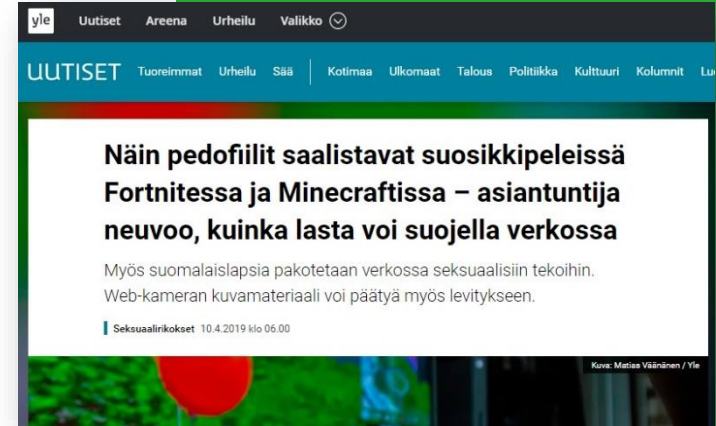 yle Uutiset Areena Urheilu Valikko
UUTISET Tuoreimmat Urheilu Sää Kotimaa Ulkomaat Talous Politiikka Kulttuuri Kolumnit
Näin pedofiilit saalistavat suosikkipeleissä
Fortnitessa ja Minecraftissa – asiantuntija
neuvoo, kuinka lasta voi suojella verkossa
Myös suomalaislapsia pakotetaan verkossa seksuaalisiin tekoihin.
Web-kameran kuvamateriaali voi päätyä myös levitykseen.
Seksuaalirikokset 10.4.2019 klo 06.00
Kuva: Matias Väänänen / Yle